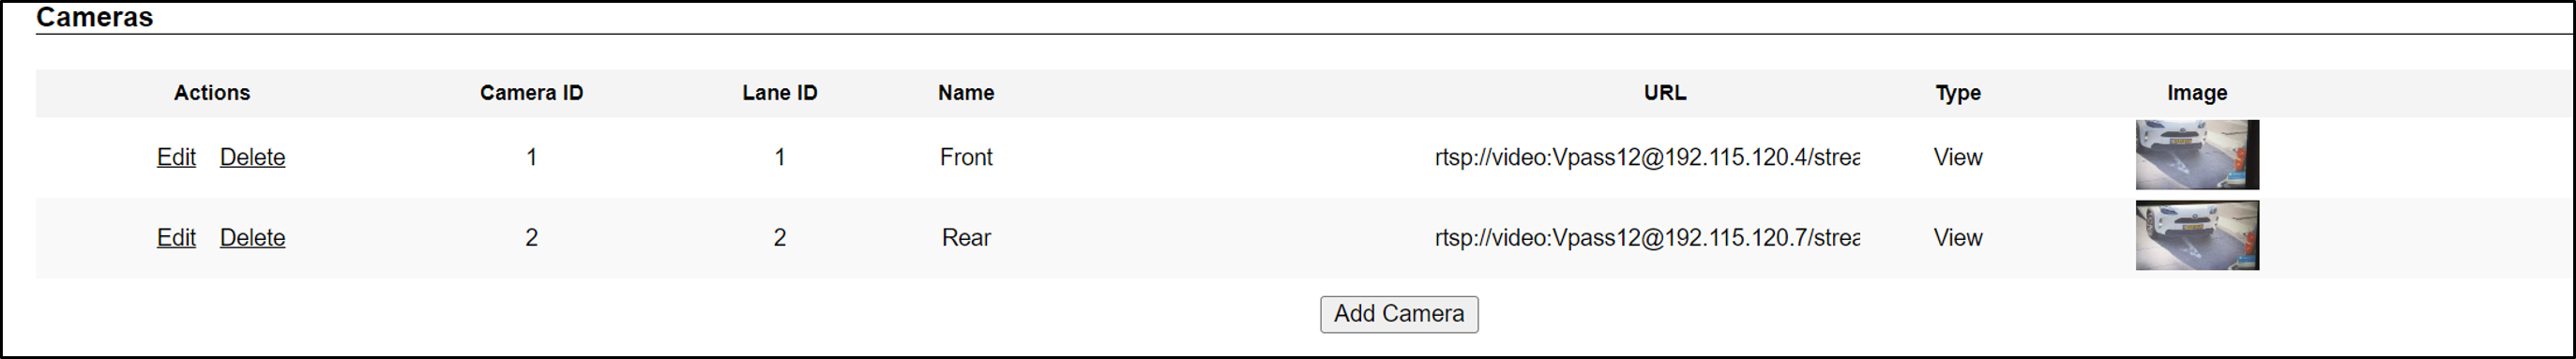 Cameras
Actions Camera ID Lane ID Name URL Type Image
Edit Delete 1 1 Front rtsp://video:Vpass12@192.115.120.4/strea View
Edit Delete 2 2 Rear rtsp://video:Vpass12@192.115.120.7/strea View
Add Camera